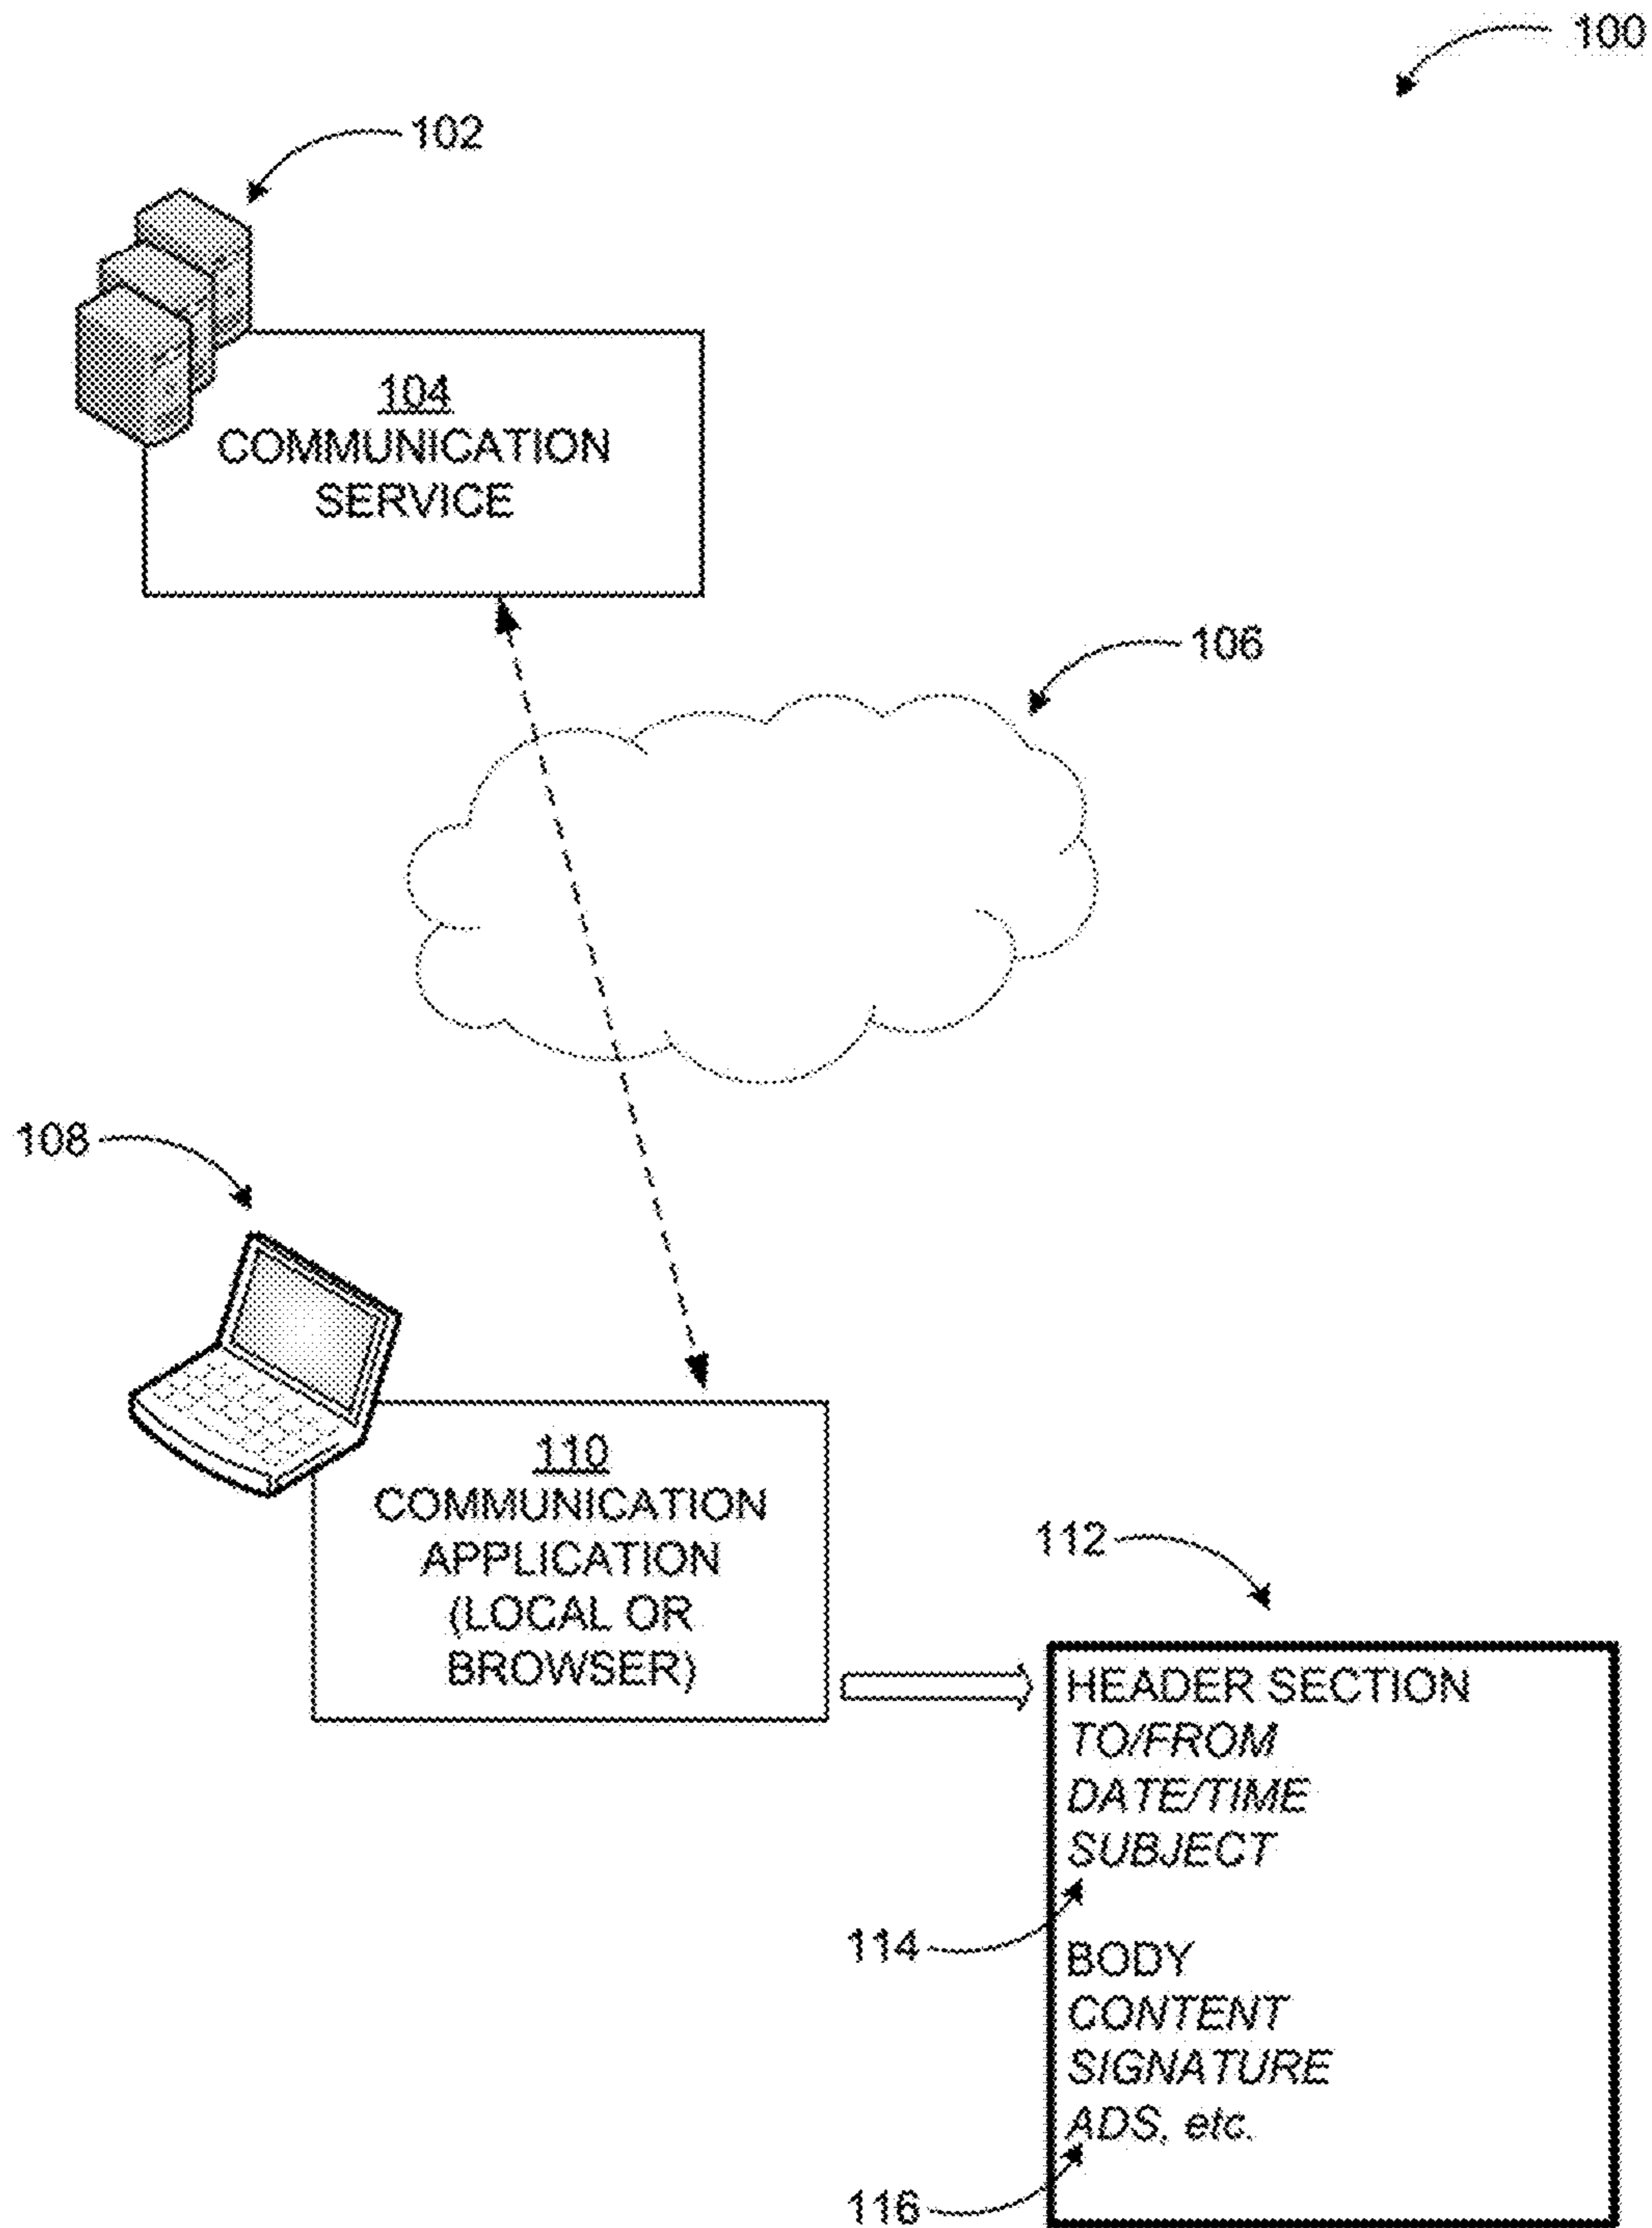 100
102
104
COMMUNICATION
SERVICE
106
108
110
COMMUNICATION
APPLICATION
(LOCAL OR
BROWSER)
112
HEADER SECTION
TO/FROM
DATE/TIME
SUBJECT
114
BODY
CONTENT
SIGNATURE
ADS, etc.
116